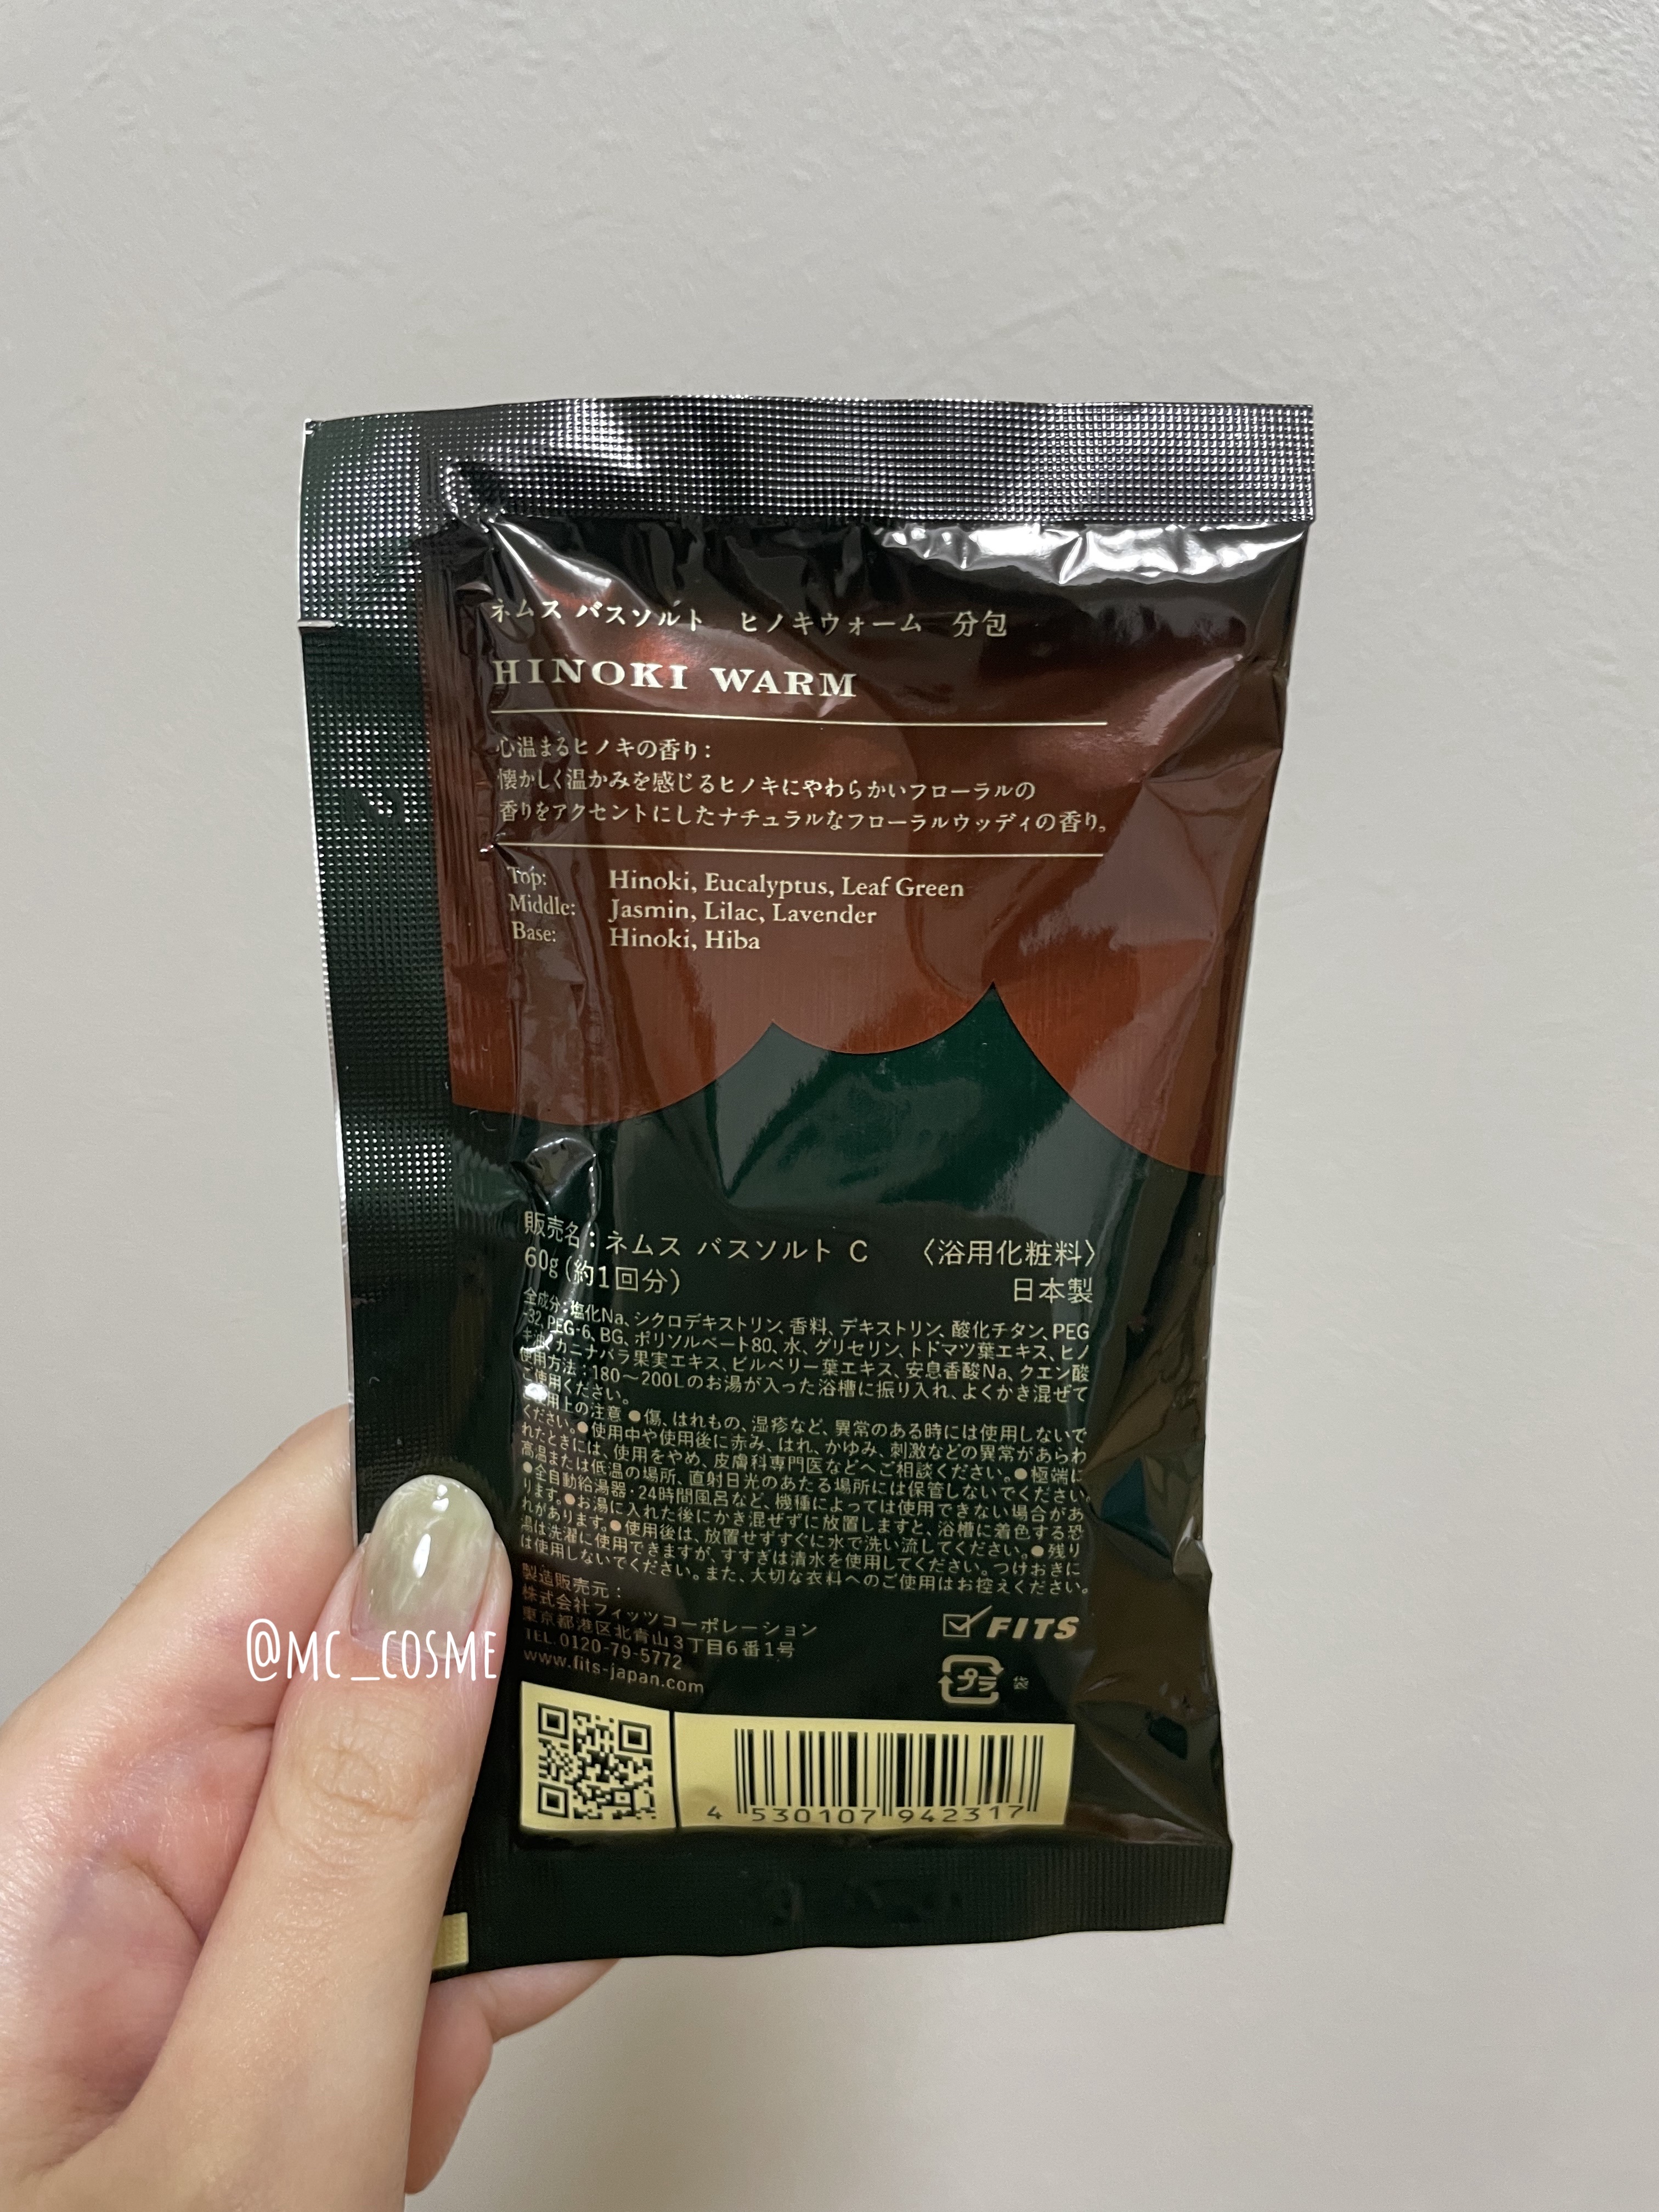 ネムス バスソルト ヒノキウォーム 分包
HINOKI WARM
心温まるヒノキの香り:
懐かしく温かみを感じるヒノキにやわらかいフローラルの
香りをアクセントにしたナチュラルなフローラルウッディの香り。
Top: Hinoki, Eucalyptus, Leaf Green
Middle: Jasmin, Lilac, Lavender
Base: Hinoki, Hiba
販売名:ネムス バスソルト C 〈浴用化粧料〉
60g(約1回分) 日本製
全成分:塩化Na、シクロデキストリン、香料、デキストリン、酸化チタン、PEG
-32、PEG-6、BG、ポリソルベート80、水、グリセリン、トドマツ葉エキス、ヒノ
キ油、カニナバラ果実エキス、ビルベリー葉エキス、安息香酸Na、クエン酸
使用方法:180〜200Lのお湯が入った浴槽に振り入れ、よくかき混ぜて
ご使用ください。
ご使用上の注意 ●傷、はれもの、湿疹など、異常のある時には使用しないで
ください。●使用中や使用後に赤み、はれ、かゆみ、刺激などの異常があらわ
れたときには、使用をやめ、皮膚科専門医などへご相談ください。●極端に
高温または低温の場所、直射日光のあたる場所には保管しないでください。
●全自動給湯器・24時間風呂など、機種によっては使用できない場合があ
ります。●お湯に入れた後にかき混ぜずに放置しますと、浴槽に着色する恐
れがあります。●使用後は、放置せずすぐに水で洗い流してください。●残り
湯は洗濯に使用できますが、すすぎは清水を使用してください。つけおきに
は使用しないでください。また、大切な衣料へのご使用はお控えください。
製造販売元:
株式会社フィッツコーポレーション
東京都港区北青山3丁目6番1号
TEL.0120-79-5772
www.fits-japan.com
FITS
プラ 袋
4 530107 942317
@MC_COSME